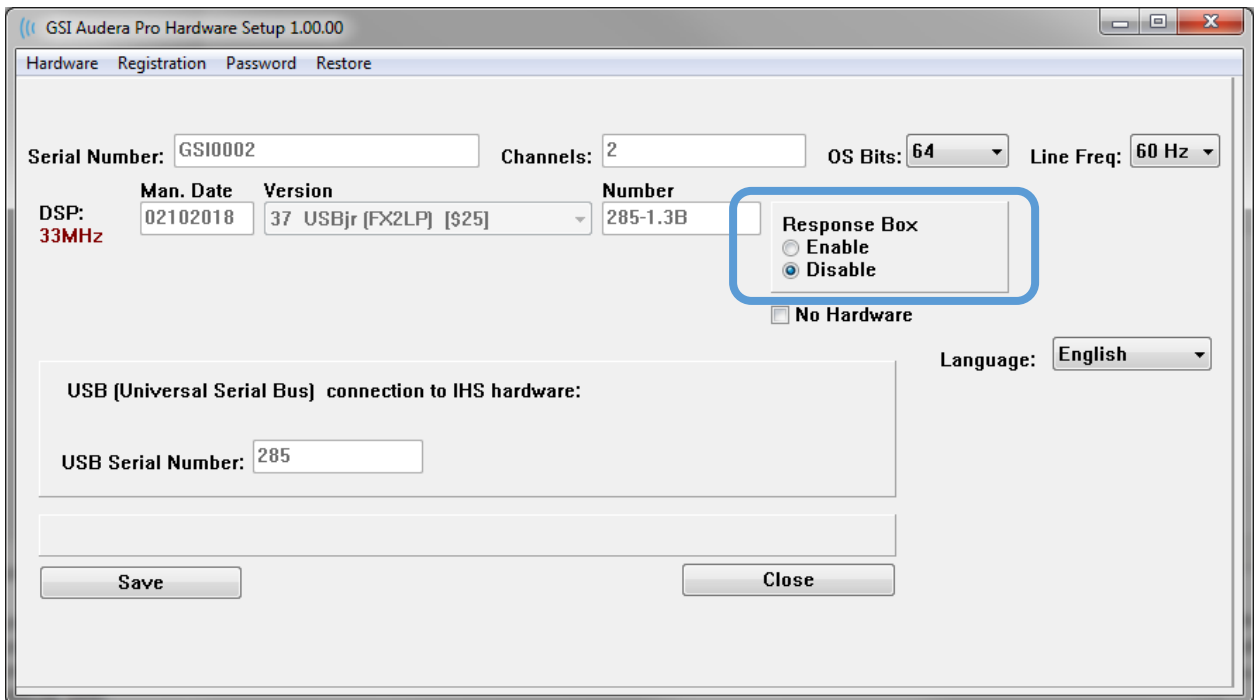 GSI Audera Pro Hardware Setup 1.00.00
Hardware Registration Password Restore
Serial Number: GSI0002 Channels: 2 OS Bits: 64 Line Freq: 60 Hz
Man. Date Version Number
DSP: 02102018 37 USBjr (FX2LP) [$25] 285-1.3B
33MHz
Response Box
Enable
Disable
No Hardware
Language: English
USB (Universal Serial Bus) connection to IHS hardware:
USB Serial Number: 285
Save Close